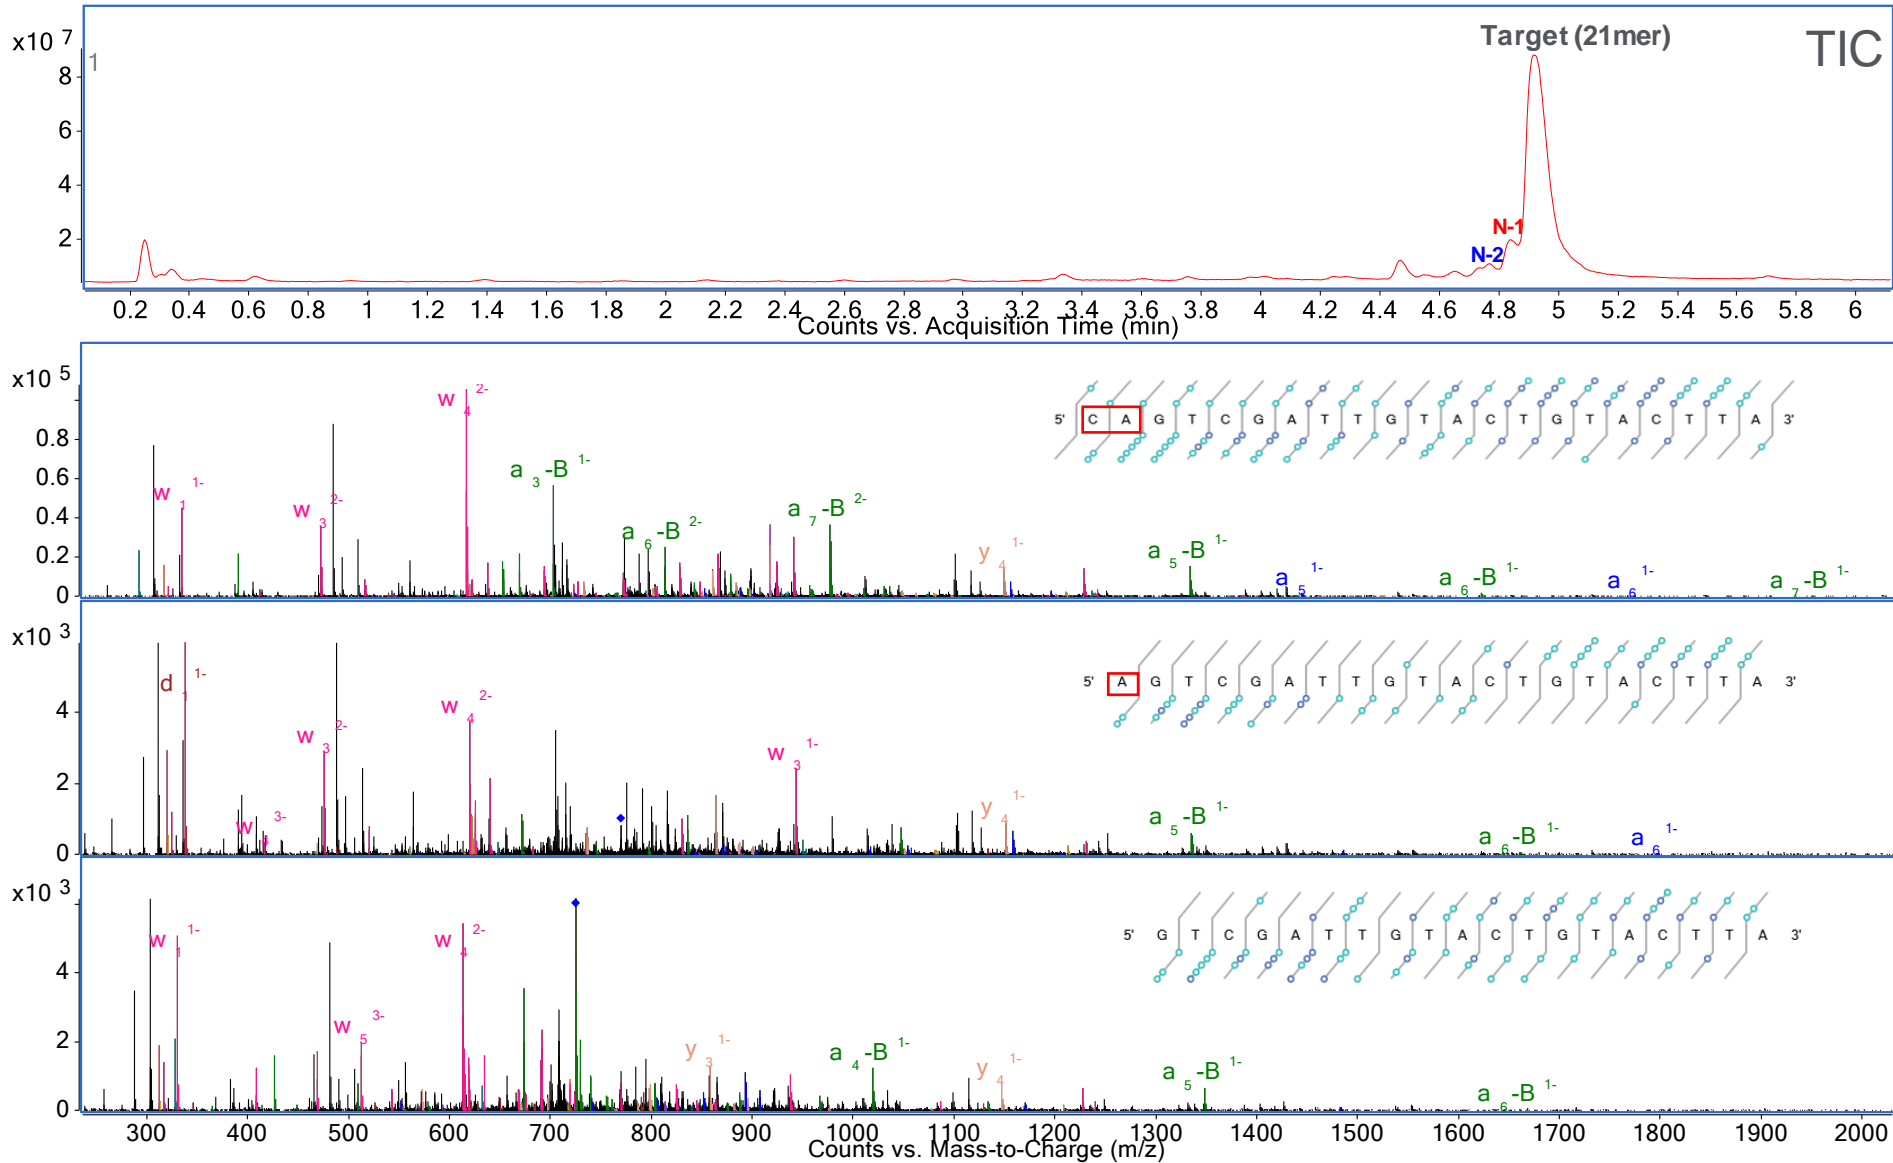 x10 7
1
Target (21mer)
TIC
8
6
4
2
N-1
N-2
0.2 0.4 0.6 0.8 1 1.2 1.4 1.6 1.8 2 2.2 2.4 2.6 2.8 3 3.2 3.4 3.6 3.8 4 4.2 4.4 4.6 4.8 5 5.2 5.4 5.6 5.8 6
Counts vs. Acquisition Time (min)
x10 5
0.8
0.6
0.4
0.2
0
w 1 1-
w 3 2-
w 4 2-
a 3 -B 1-
a 6 -B 2-
a 7 -B 2-
y 4 1-
a 5 -B 1-
a 5 1-
a 6 -B 1-
a 6 1-
a 7 -B 1-
5' C A G T C G A T T G T A C T G T A C T T A 3'
x10 3
4
2
0
d 1 1-
w 4 3-
w 3 2-
w 4 2-
w 3 1-
y 4 1-
a 5 -B 1-
a 6 -B 1-
a 6 1-
5' A G T C G A T T G T A C T G T A C T T A 3'
x10 3
4
2
0
w 1 1-
w 5 3-
w 4 2-
y 3 1-
a 4 -B 1-
y 4 1-
a 5 -B 1-
a 6 -B 1-
5' G T C G A T T G T A C T G T A C T T A 3'
300 400 500 600 700 800 900 1000 1100 1200 1300 1400 1500 1600 1700 1800 1900 2000
Counts vs. Mass-to-Charge (m/z)